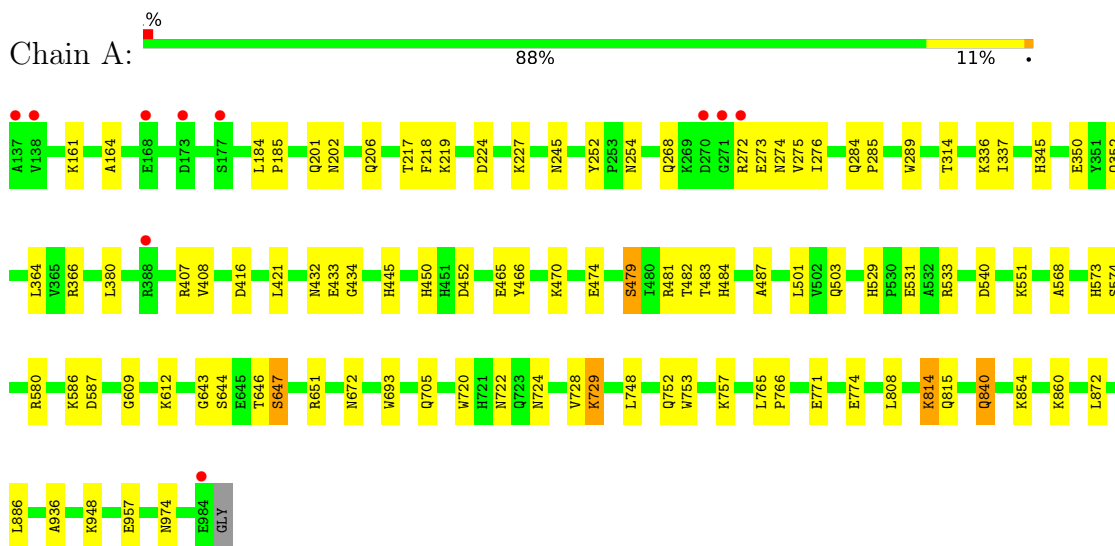 .%
Chain A:
88% 11% •
A137 V138 K161 A164 E168 D173 S177 L184 P185 Q201 N202 Q206 T217 F218 K219 D224 K227 N245 Y252 P253 N254 Q268 K269 D270 G271 R272 E273 N274 V275 I276 Q284 P285 W289 T314 K336 I337 H345 E350 Y351
L364 V365 R366 L380 R388 R407 V408 D416 L421 N432 E433 G434 H445 H450 H451 D452 E465 Y466 K470 E474 S479 I480 R481 T482 T483 H484 A487 L501 V502 Q503 H529 P530 E531 A532 R533 D540 K551 A568 H573
R580 K586 D587 G609 K612 G643 S644 E645 T646 S647 R651 N672 W693 Q705 W720 H721 N722 Q723 N724 V728 K729 L748 Q752 W753 K757 L765 P766 E771 E774 L808 K814 Q815 Q840 K854 K860 L872
L886 A936 K948 E957 N974 E984 GLY